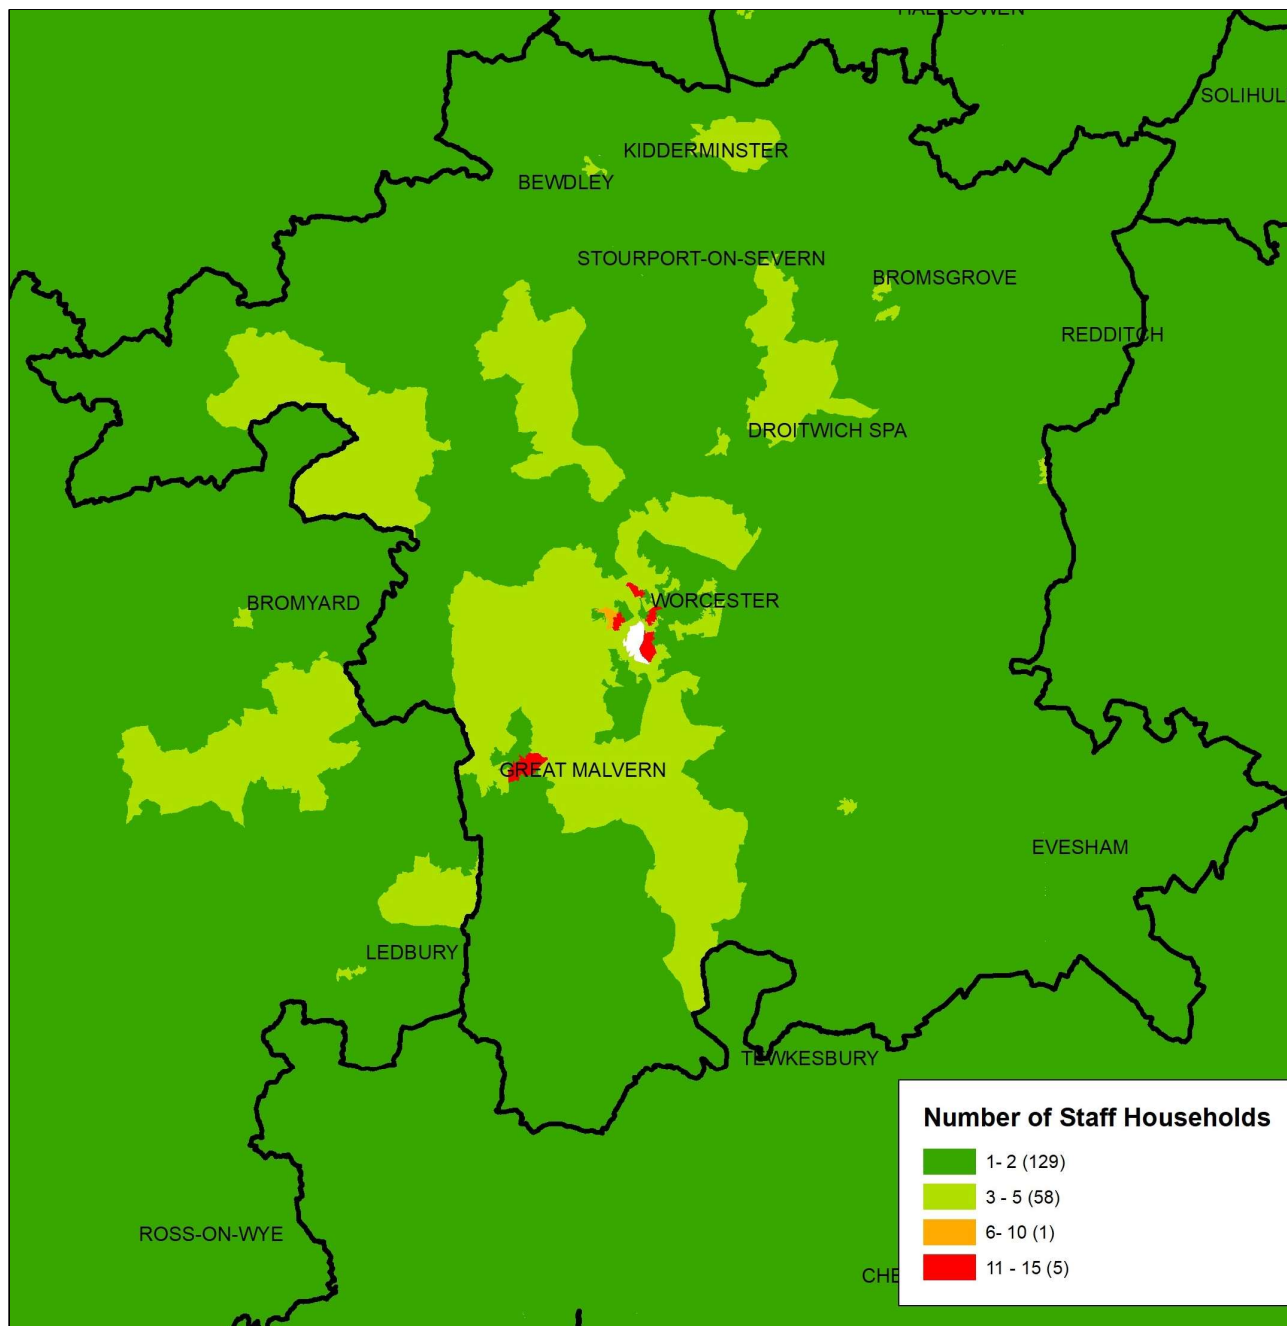 SOLIHUL
KIDDERMINSTER
BEWDLEY
STOURPORT-ON-SEVERN
BROMSGROVE
REDDITCH
DROITWICH SPA
BROMYARD
WORCESTER
GREAT MALVERN
EVESHAM
LEDBURY
TEWKESBURY
Number of Staff Households
1- 2 (129)
3 - 5 (58)
6- 10 (1)
11 - 15 (5)
ROSS-ON-WYE
CHE